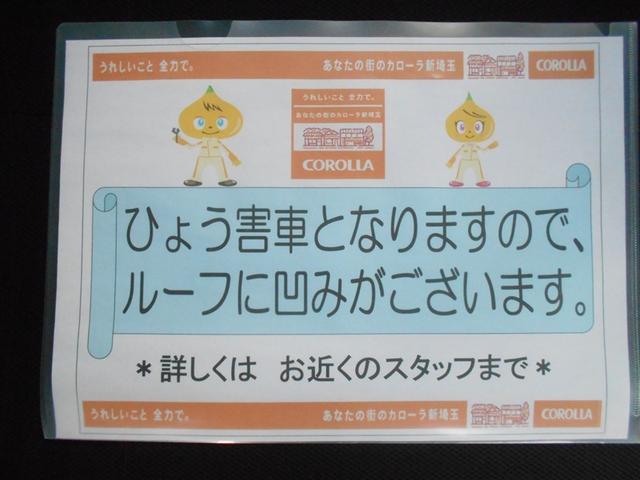 うれしいこと 全力で。 あなたの街のカローラ新埼玉 COROLLA
うれしいこと 全力で。
あなたの街のカローラ新埼玉
COROLLA
ひょう害車となりますので、
ルーフに凹みがございます。
＊詳しくは お近くのスタッフまで＊
うれしいこと 全力で。 あなたの街のカローラ新埼玉 COROLLA